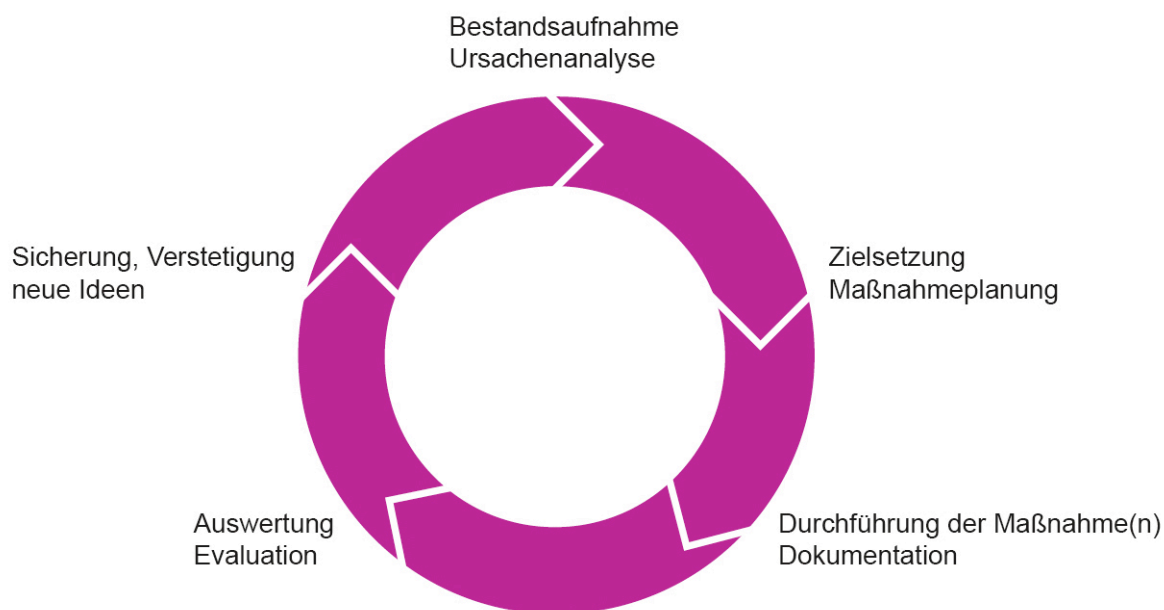 Bestandsaufnahme
Ursachenanalyse
Zielsetzung
Maßnahmeplanung
Durchführung der Maßnahme(n)
Dokumentation
Auswertung
Evaluation
Sicherung, Verstetigung
neue Ideen